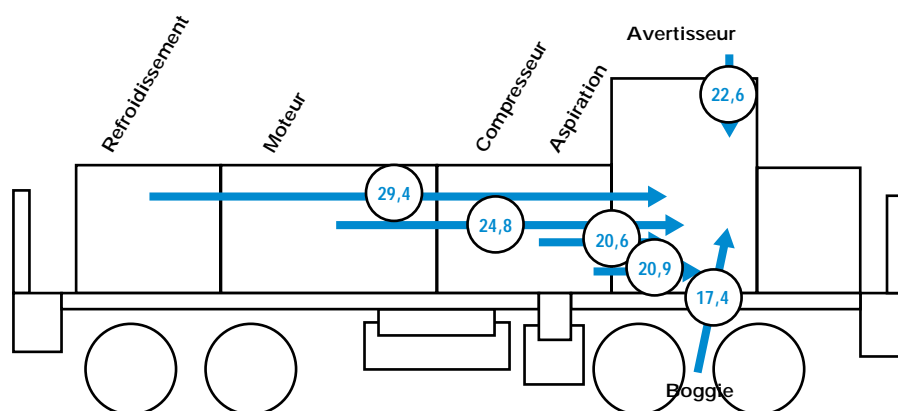 Avertisseur
Refroidissement
Moteur
Compresseur
Aspiration
22,6
29,4
24,8
20,6
20,9
17,4
Boggie